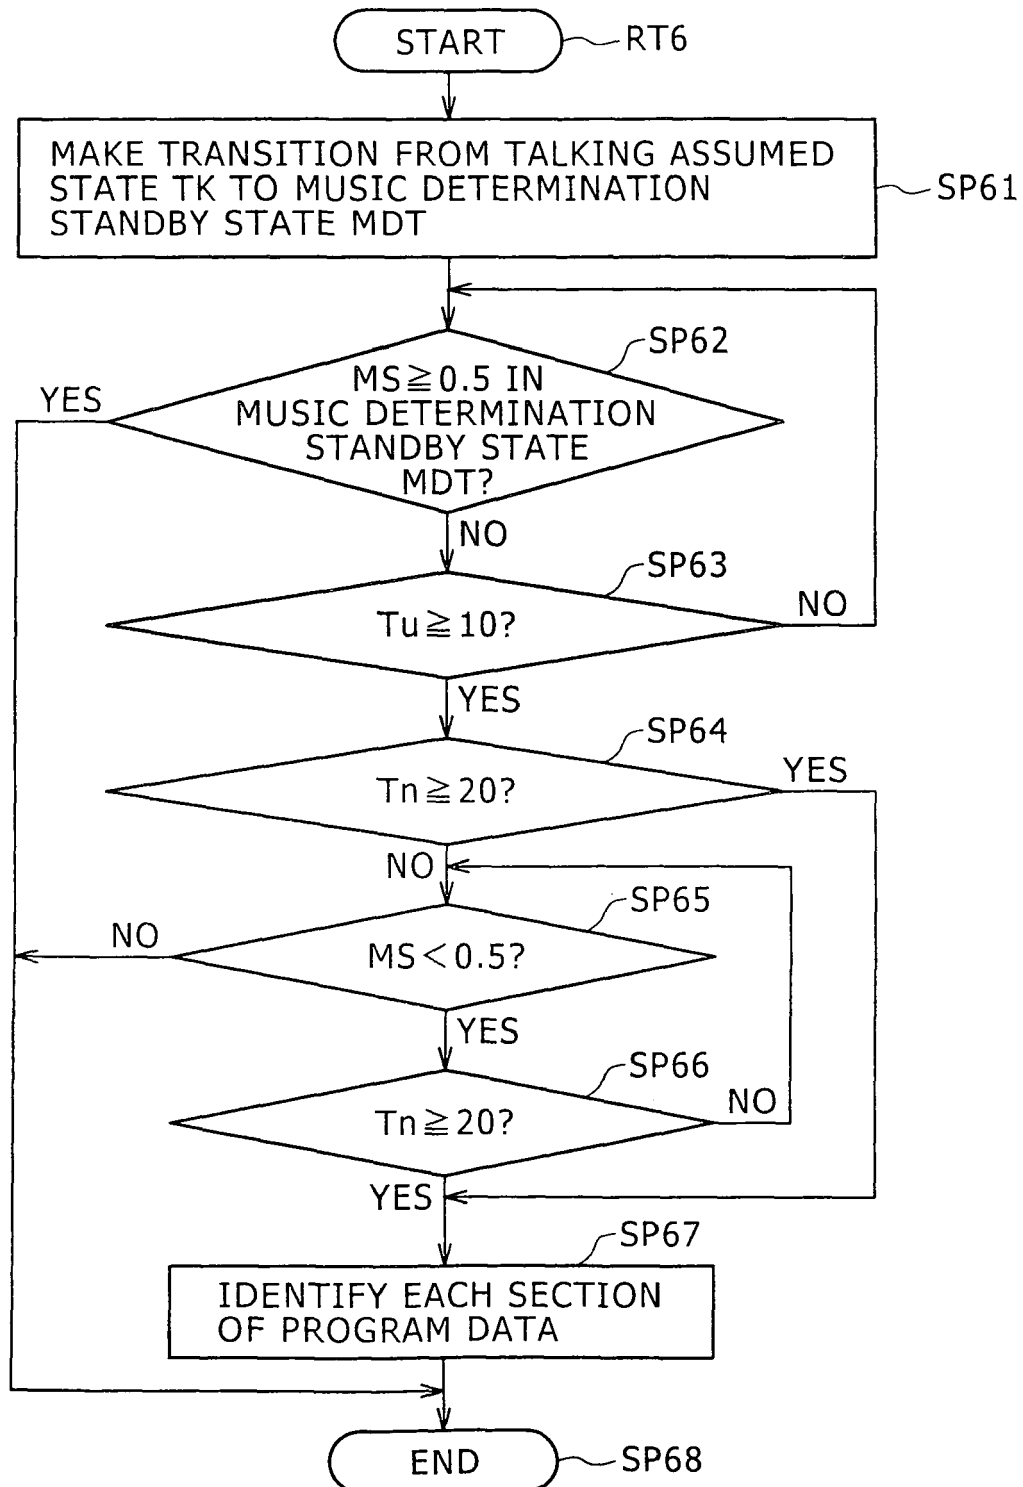 START
RT6
MAKE TRANSITION FROM TALKING ASSUMED
STATE TK TO MUSIC DETERMINATION
STANDBY STATE MDT
SP61
SP62
MS≧0.5 IN
MUSIC DETERMINATION
STANDBY STATE
MDT?
YES
NO
SP63
Tu≧10?
NO
YES
SP64
Tn≧20?
YES
NO
SP65
MS<0.5?
NO
YES
SP66
Tn≧20?
NO
YES
SP67
IDENTIFY EACH SECTION
OF PROGRAM DATA
END
SP68